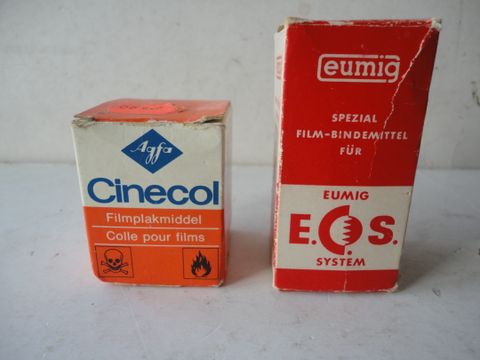 Agfa
Cinecol
Filmplakmiddel
Colle pour films
eumig
SPEZIAL
FILM-BINDEMITTEL
FÜR
EUMIG
E.O.S.
SYSTEM